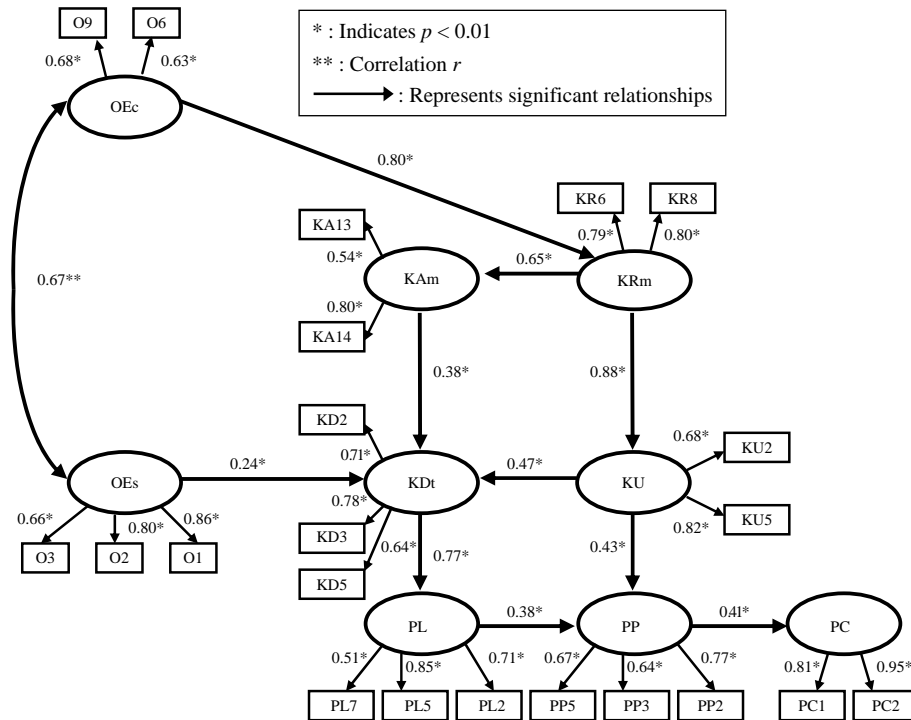 O9
O6
* : Indicates p < 0.01
** : Correlation r
: Represents significant relationships
0.68*
0.63*
OEc
0.80*
KR6
KR8
KA13
0.79*
0.80*
0.54*
0.65*
KAm
KRm
0.67**
0.80*
KA14
0.38*
0.88*
KD2
0.68*
KU2
0.71*
0.24*
0.47*
OEs
KDt
KU
0.78*
0.66*
0.80*
0.86*
0.82*
KU5
KD3
0.64*
0.43*
O3
O2
O1
0.77*
KD5
0.38*
0.41*
PL
PP
PC
0.51*
0.85*
0.71*
0.67*
0.64*
0.77*
0.81*
0.95*
PL7
PL5
PL2
PP5
PP3
PP2
PC1
PC2